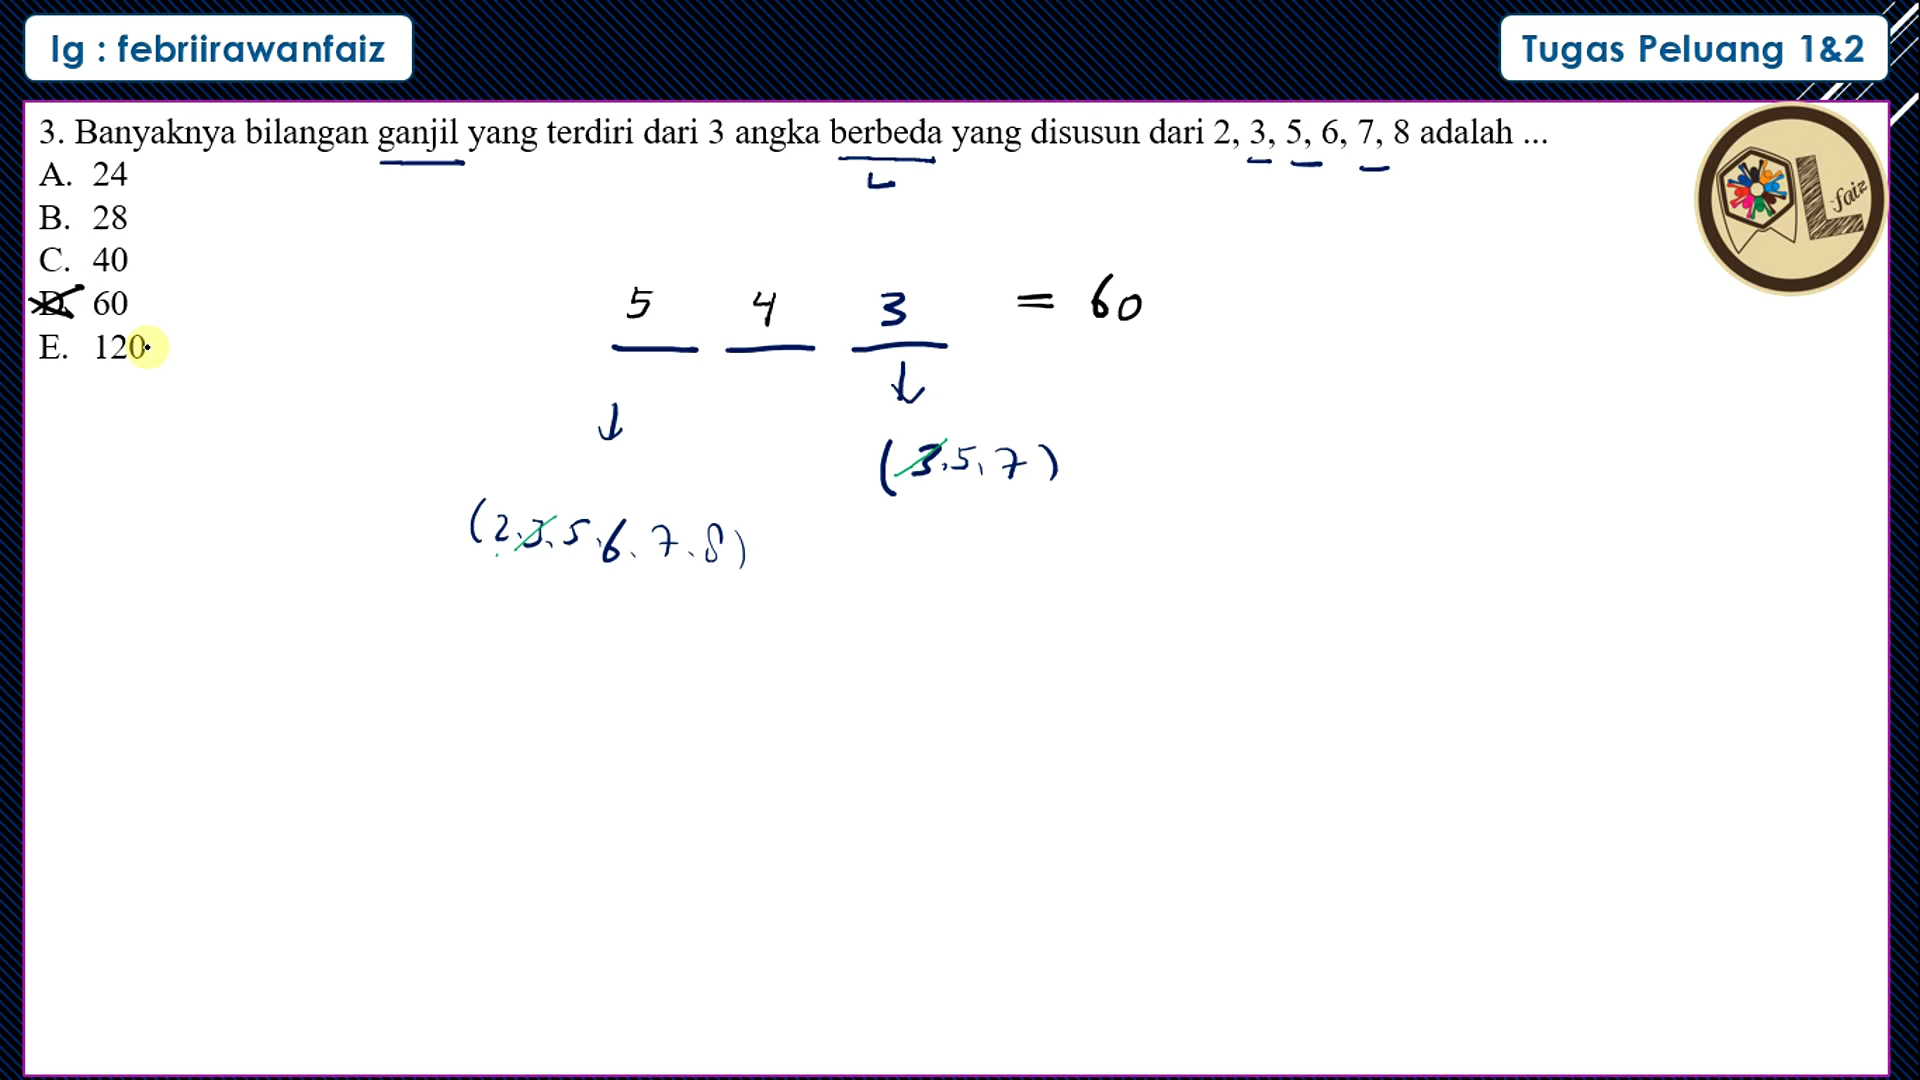 Ig : febriirawanfaiz
Tugas Peluang 1&2
3. Banyaknya bilangan ganjil yang terdiri dari 3 angka berbeda yang disusun dari 2, 3, 5, 6, 7, 8 adalah ...
A. 24
B. 28
C. 40
D. 60
E. 120
5 4 3 = 60
(3, 5, 7)
(2, 3, 5, 6, 7, 8)
L faiz